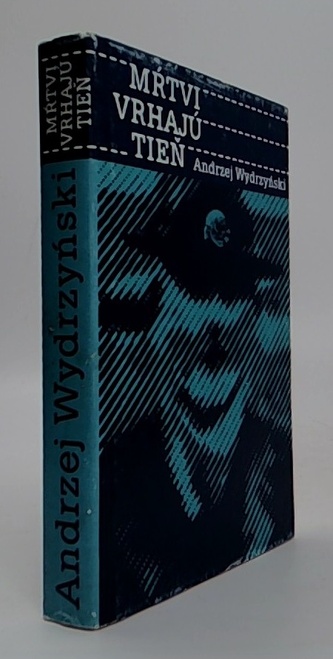 MŔTVI
VRHAJÚ
TIEŇ
Andrzej Wydrzyński
MŔTVI
VRHAJÚ
TIEŇ
Andrzej Wydrzyński